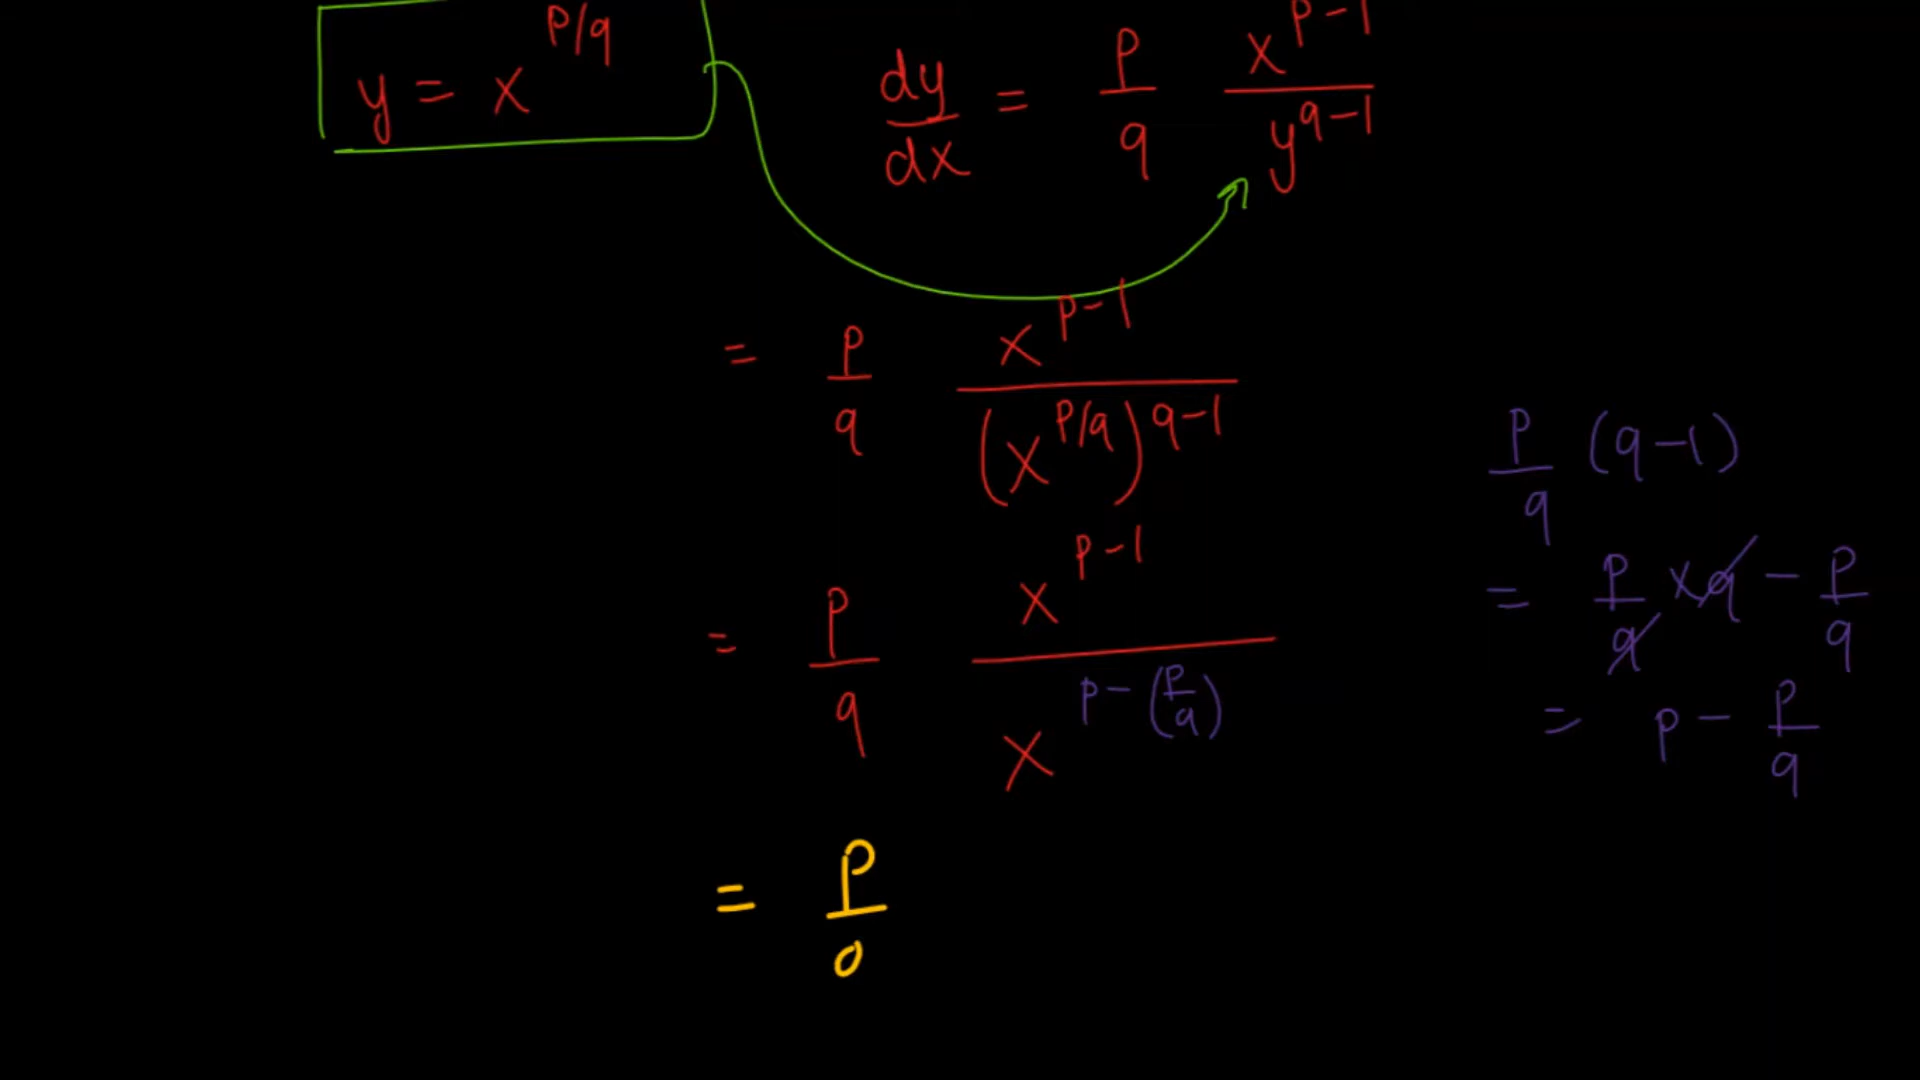 y = x^{p/q}
dy/dx = p/q x^{p-1}/y^{q-1}
= p/q x^{p-1}/(x^{p/q})^{q-1}
= p/q x^{p-1}/x^{p-(p/q)}
= p/o
p/q (q-1)
= p/q x q - p/q
= p - p/q